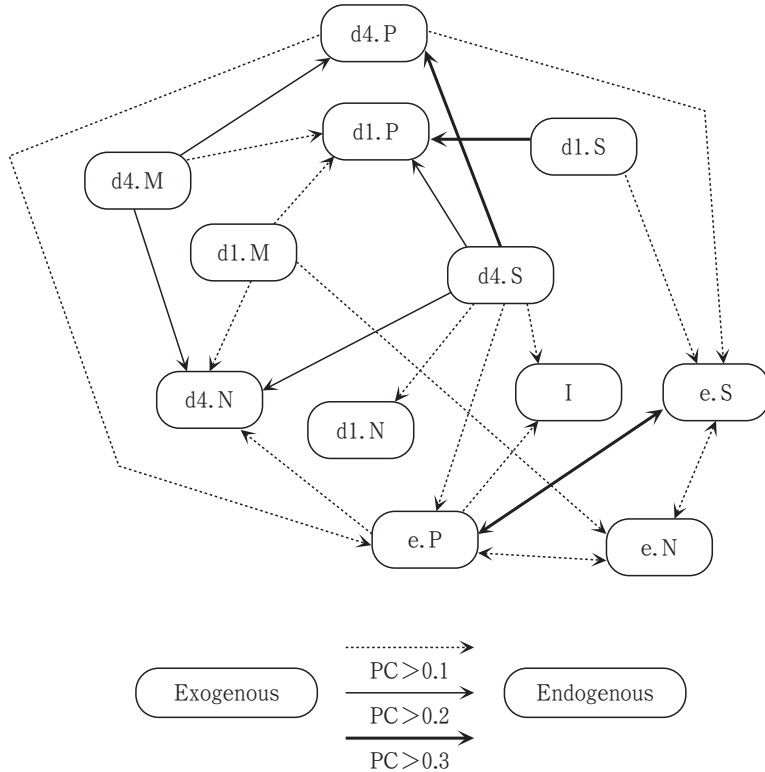 d4.P
d1.P
d1.S
d4.M
d1.M
d4.S
d4.N
I
e.S
d1.N
e.P
e.N
PC>0.1
Exogenous
Endogenous
PC>0.2
PC>0.3